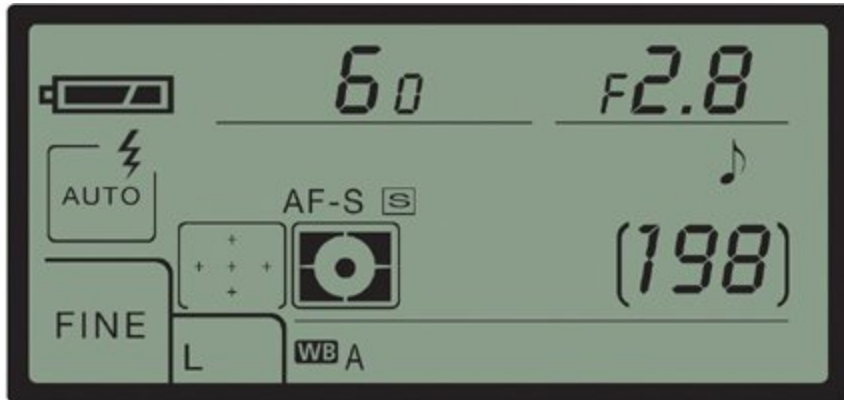 60 F2.8
AUTO
AF-S S
(198)
FINE
L WB A